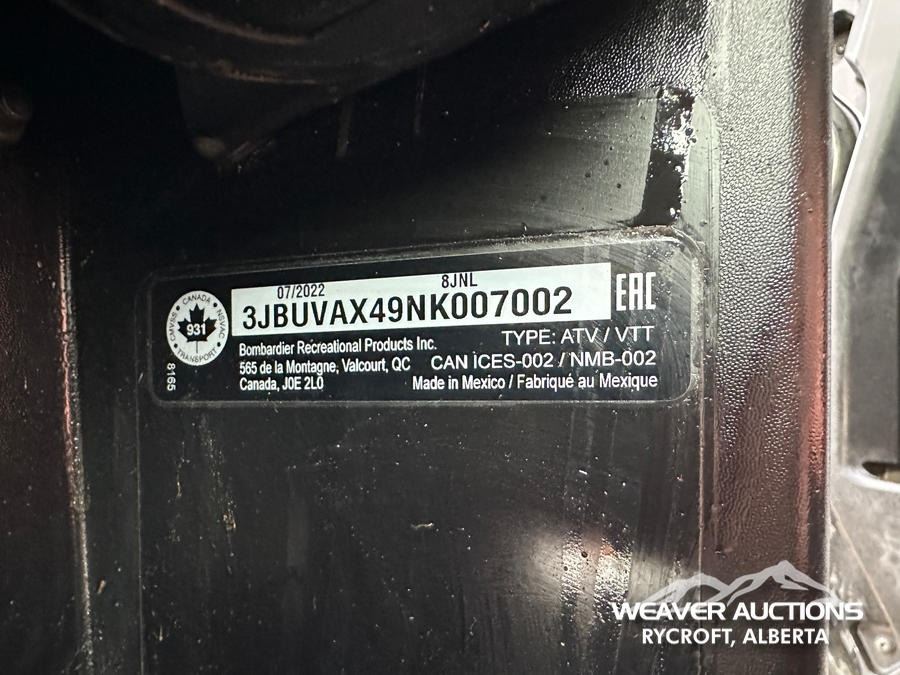 07/2022 8JNL
3JBUVAX49NK007002
EAC
CANADA
CMVSS NSVAC
931
TRANSPORT
8165
TYPE: ATV / VTT
Bombardier Recreational Products Inc.
565 de la Montagne, Valcourt, QC CAN ICES-002 / NMB-002
Canada, J0E 2L0 Made in Mexico / Fabriqué au Mexique
WEAVER AUCTIONS
RYCROFT, ALBERTA